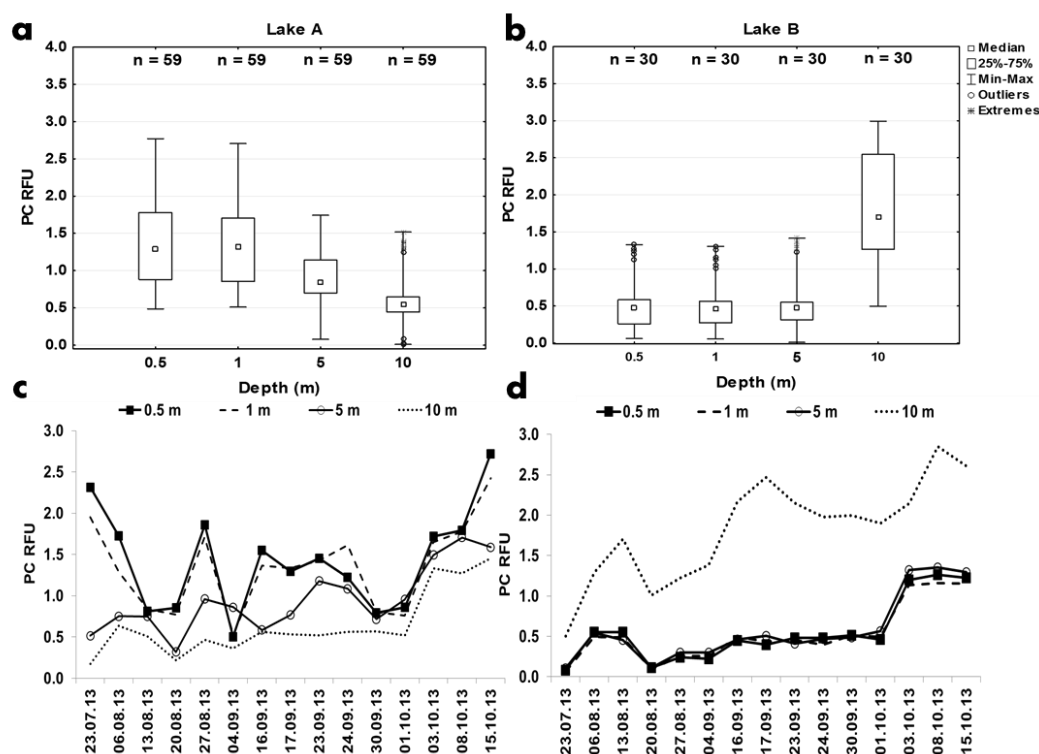 a
Lake A
4.0
3.5
3.0
2.5
2.0
1.5
1.0
0.5
0.0
PC RFU
n = 59 n = 59 n = 59 n = 59
0.5 1 5 10
Depth (m)
b
Lake B
4.0
3.5
3.0
2.5
2.0
1.5
1.0
0.5
0.0
PC RFU
n = 30 n = 30 n = 30 n = 30
0.5 1 5 10
Depth (m)
Median
25%-75%
Min-Max
Outliers
Extremes
c
0.5 m 1 m 5 m 10 m
3.0
2.5
2.0
1.5
1.0
0.5
0.0
PC RFU
23.07.13
06.08.13
13.08.13
20.08.13
27.08.13
04.09.13
16.09.13
17.09.13
23.09.13
24.09.13
30.09.13
01.10.13
03.10.13
08.10.13
15.10.13
d
0.5 m 1 m 5 m 10 m
3.0
2.5
2.0
1.5
1.0
0.5
0.0
PC RFU
23.07.13
06.08.13
13.08.13
20.08.13
27.08.13
04.09.13
16.09.13
17.09.13
23.09.13
24.09.13
30.09.13
01.10.13
03.10.13
08.10.13
15.10.13